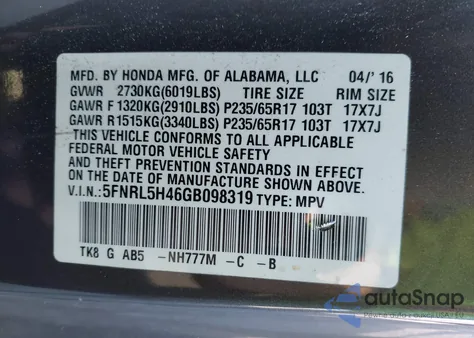 MFD. BY HONDA MFG. OF ALABAMA, LLC 04/'16
GVWR 2730KG(6019LBS) TIRE SIZE RIM SIZE
GAWR F 1320KG(2910LBS) P235/65R17 103T 17X7J
GAWR R 1515KG(3340LBS) P235/65R17 103T 17X7J
THIS VEHICLE CONFORMS TO ALL APPLICABLE
FEDERAL MOTOR VEHICLE SAFETY
AND THEFT PREVENTION STANDARDS IN EFFECT
ON THE DATE OF MANUFACTURE SHOWN ABOVE.
V.I.N.: 5FNRL5H46GB098319 TYPE: MPV
TK8 G AB5 -NH777M -C -B
autoSnap
USA / EU